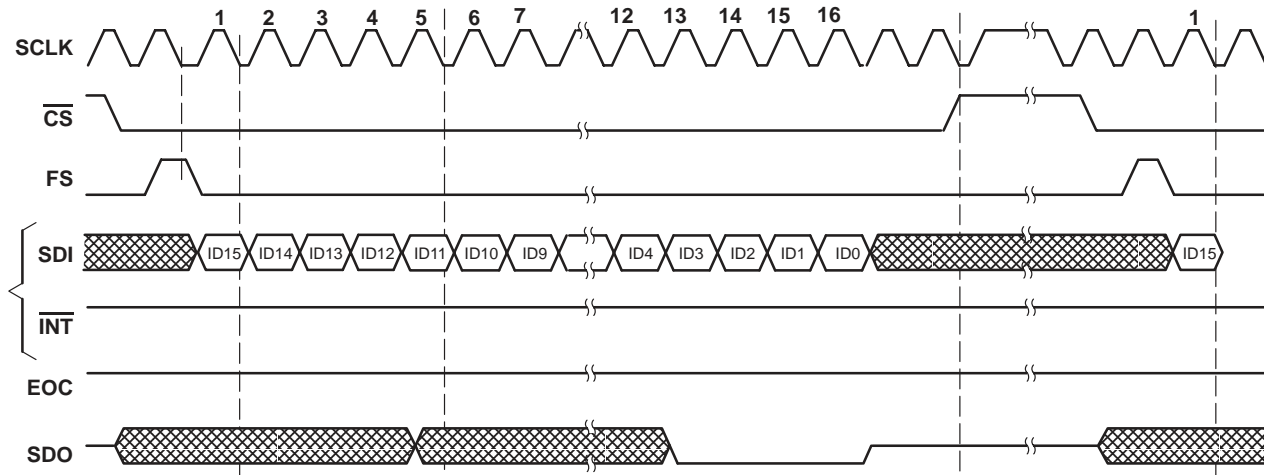 1 2 3 4 5 6 7 12 13 14 15 16 1
SCLK
CS
FS
SDI ID15 ID14 ID13 ID12 ID11 ID10 ID9 ID4 ID3 ID2 ID1 ID0 ID15
INT
EOC
SDO